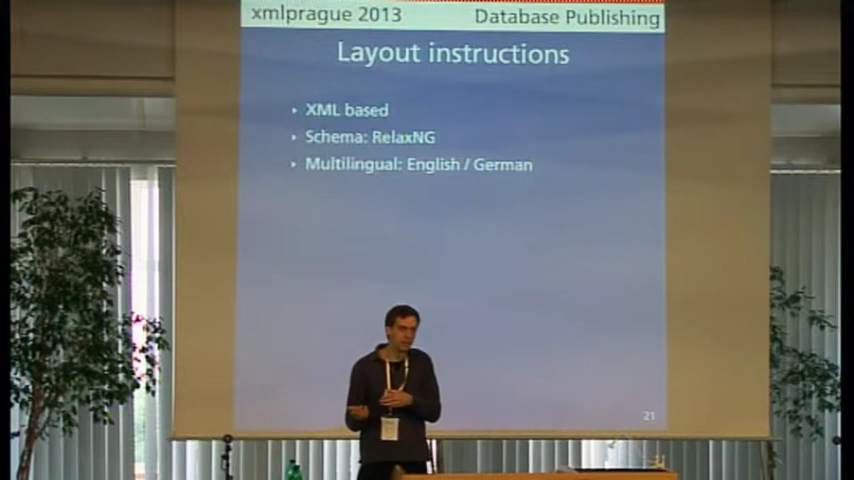 xmlprague 2013 Database Publishing
Layout instructions
XML based
Schema: RelaxNG
Multilingual: English / German
21